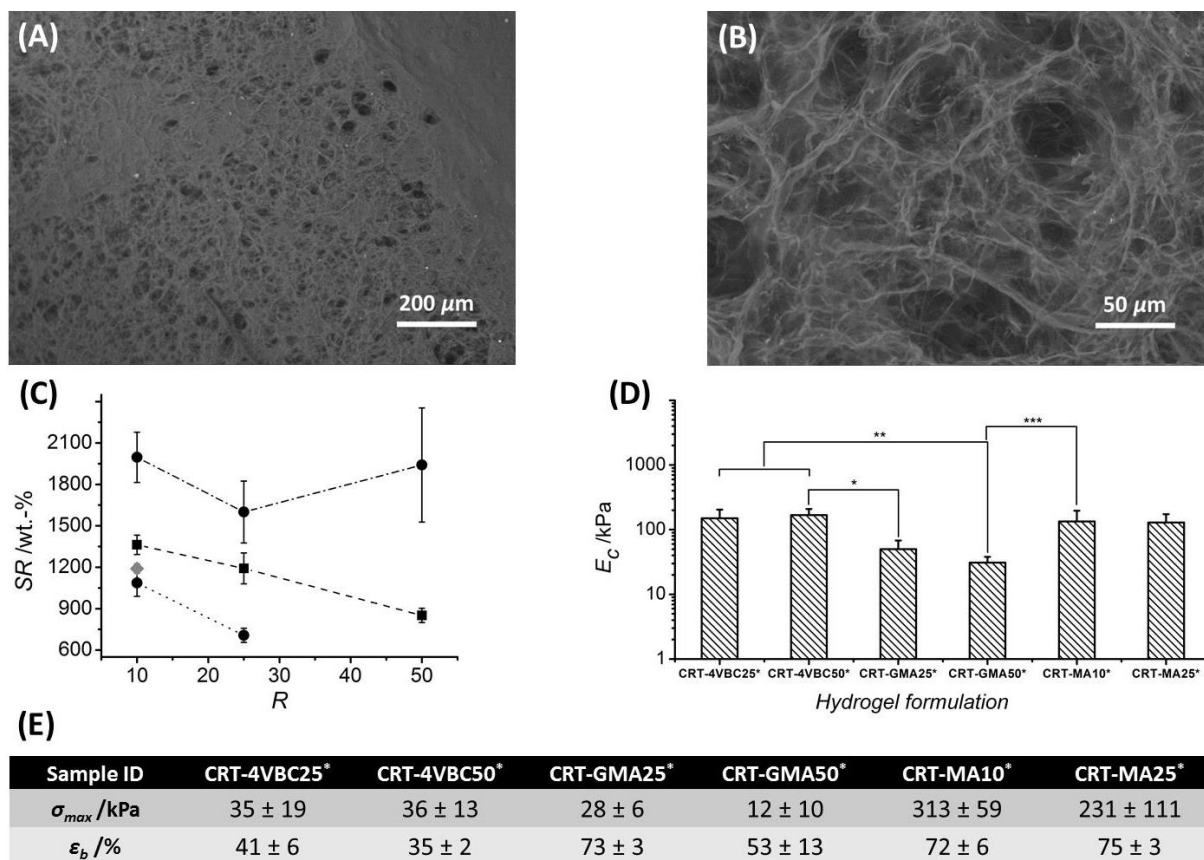 (A)
200 µm
(B)
50 µm
(C)
SR /wt.-%
2100
1800
1500
1200
900
600
10 20 30 40 50
R
(D)
E_C /kPa
1000
100
10
1
**
***
*
CRT-4VBC25* CRT-4VBC50* CRT-GMA25* CRT-GMA50* CRT-MA10* CRT-MA25*
Hydrogel formulation
(E)
Sample ID CRT-4VBC25* CRT-4VBC50* CRT-GMA25* CRT-GMA50* CRT-MA10* CRT-MA25*
σmax /kPa 35 ± 19 36 ± 13 28 ± 6 12 ± 10 313 ± 59 231 ± 111
εb /% 41 ± 6 35 ± 2 73 ± 3 53 ± 13 72 ± 6 75 ± 3